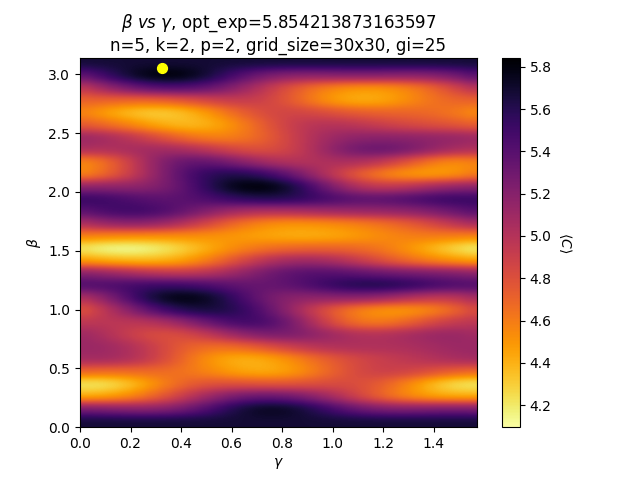 β vs γ, opt_exp=5.854213873163597
n=5, k=2, p=2, grid_size=30x30, gi=25
3.0
2.5
2.0
1.5
1.0
0.5
0.0
β
0.0 0.2 0.4 0.6 0.8 1.0 1.2 1.4
γ
5.8
5.6
5.4
5.2
5.0
4.8
4.6
4.4
4.2
⟨C⟩